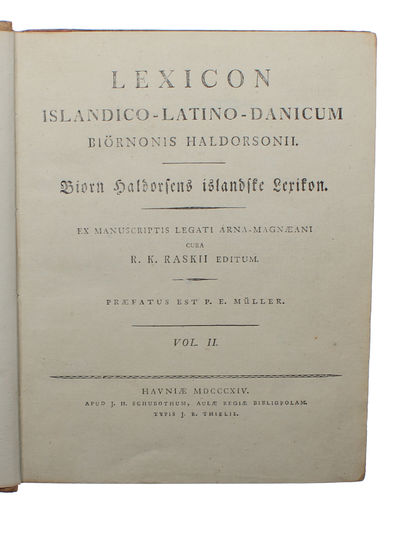 LEXICON
ISLANDICO-LATINO-DANICUM
BIÖRNONIS HALDORSONII.
Biørn Haldorsens islandske Lexikon.
EX MANUSCRIPTIS LEGATI ARNA-MAGNÆANI
CURA
R. K. RASKII EDITUM.
PRÆFATUS EST P. E. MÜLLER.
VOL. II.
HAVNIÆ MDCCCXIV.
APUD J. H. SCHUBOTHUM, AULÆ REGIÆ BIBLIOPOLAM.
TYPIS J. R. THIELII.